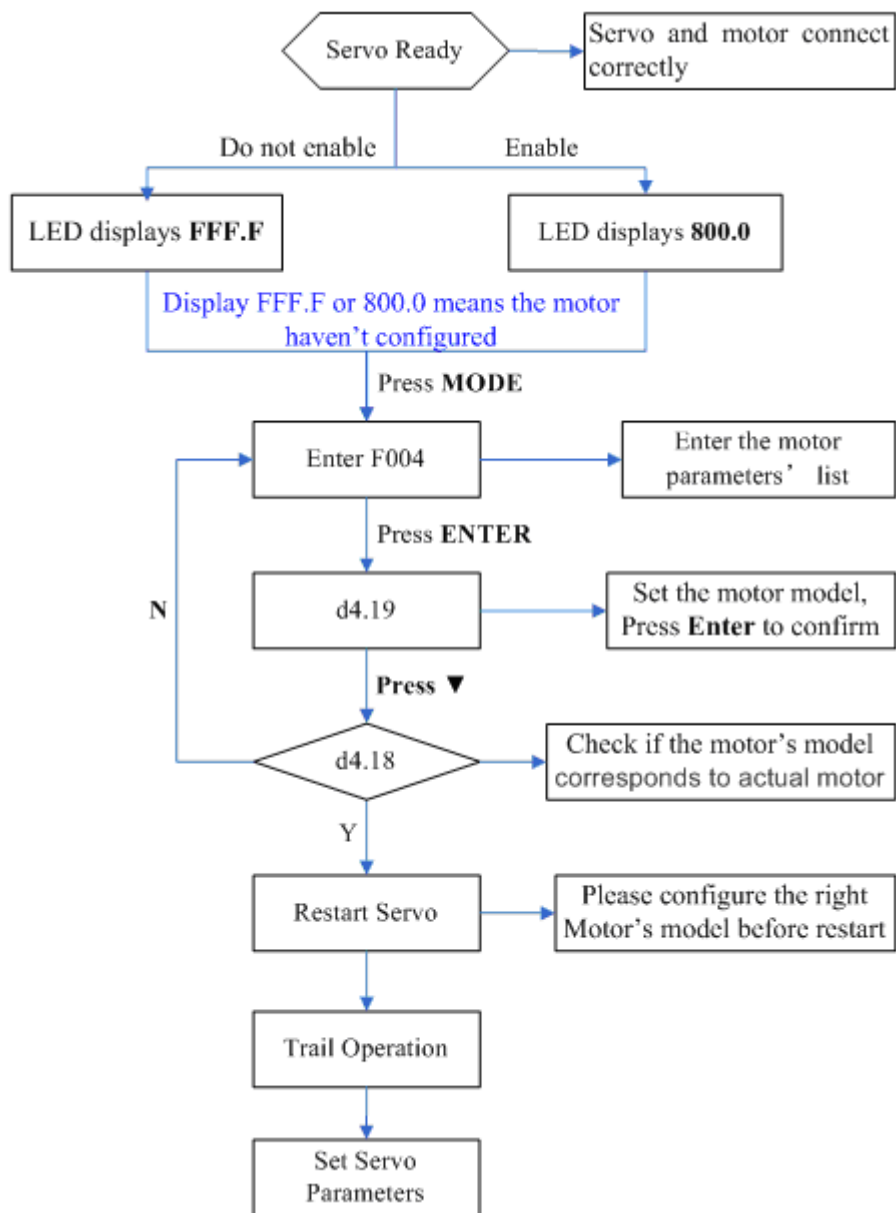 Servo Ready
Servo and motor connect
correctly
Do not enable
Enable
LED displays FFF.F
LED displays 800.0
Display FFF.F or 800.0 means the motor
haven't configured
Press MODE
Enter F004
Enter the motor
parameters' list
Press ENTER
N
d4.19
Set the motor model,
Press Enter to confirm
Press ▼
d4.18
Check if the motor's model
corresponds to actual motor
Y
Restart Servo
Please configure the right
Motor's model before restart
Trail Operation
Set Servo
Parameters